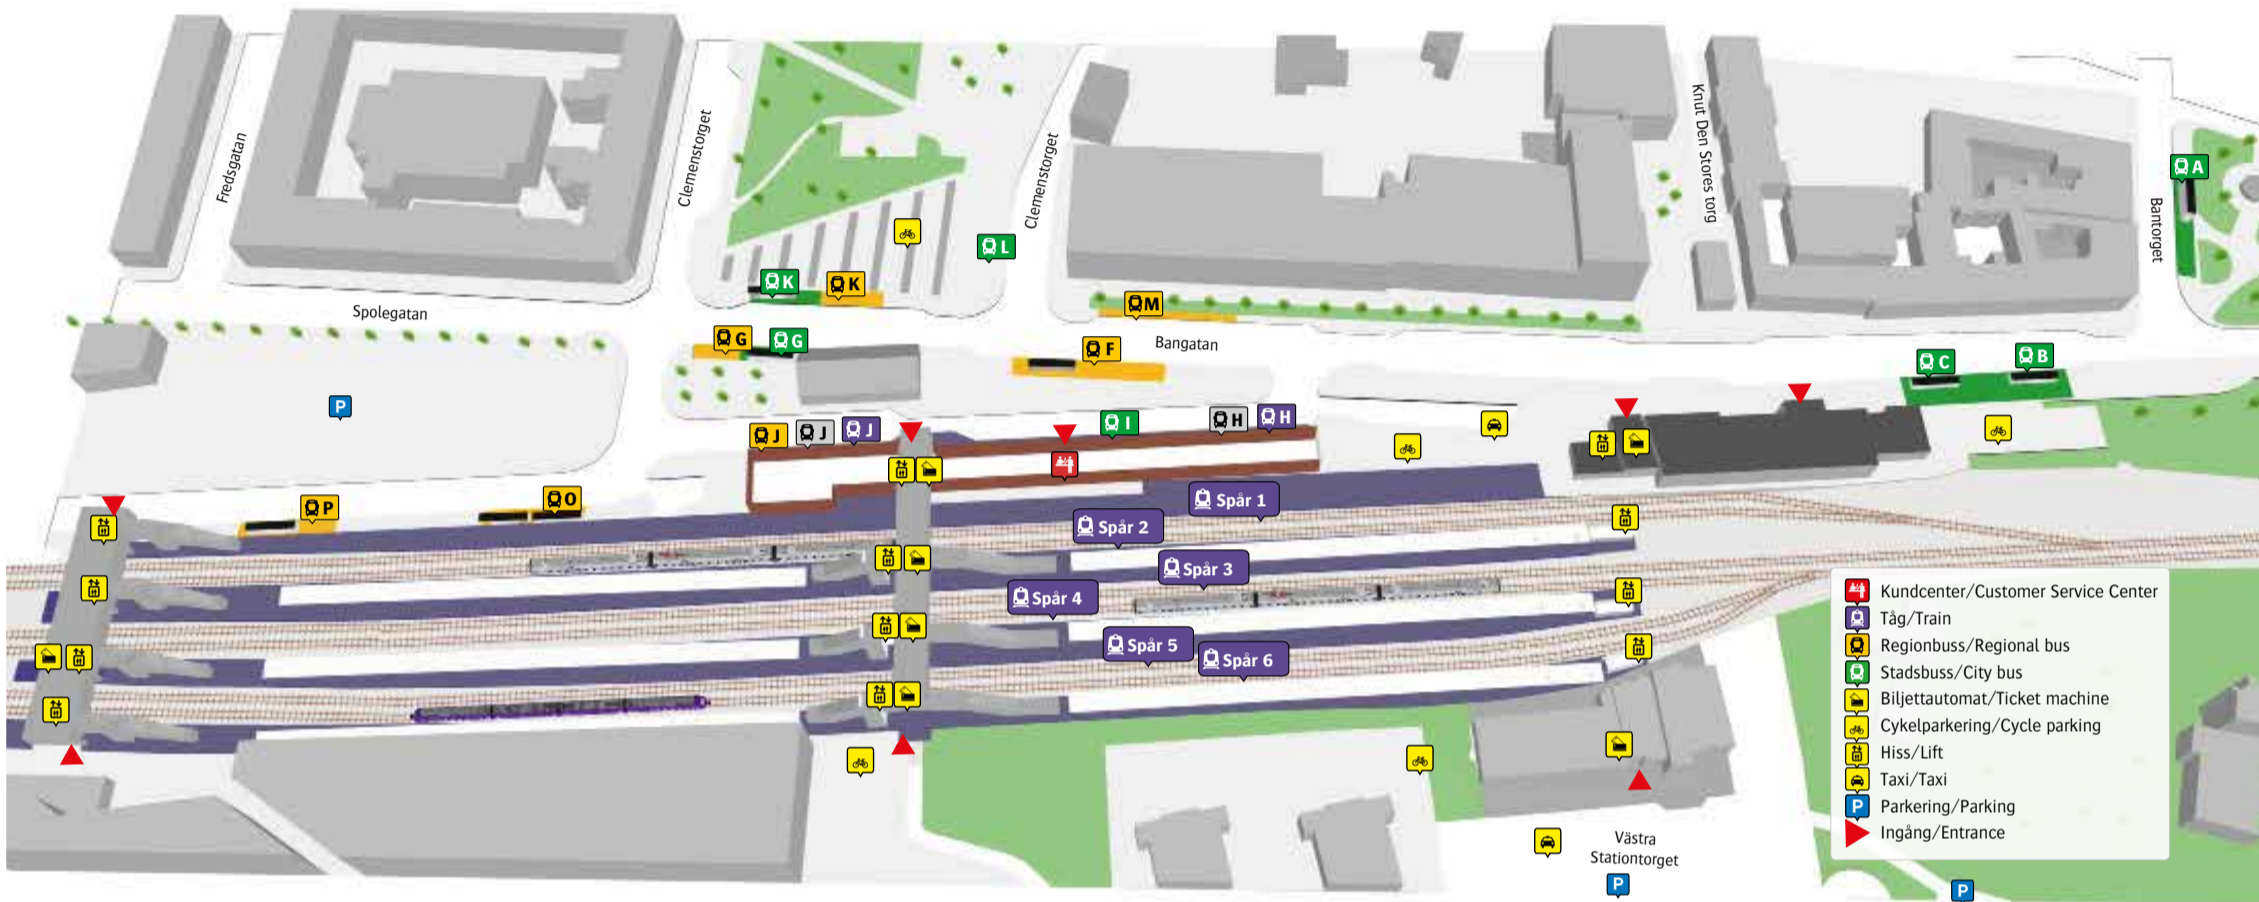 Fredsgatan
Clemenstorget
Clemenstorget
Knut Den Stores torg
Bantorget
A
L
K
K
M
Spolegatan
G
G
Bangatan
F
C
B
P
J
J
J
I
H
H
P
O
Spår 1
Spår 2
Spår 3
Spår 4
Spår 5
Spår 6
Kundcenter/Customer Service Center
Tåg/Train
Regionbuss/Regional bus
Stadsbuss/City bus
Biljettautomat/Ticket machine
Cykelparkering/Cycle parking
Hiss/Lift
Taxi/Taxi
P Parkering/Parking
Ingång/Entrance
Västra
Stationtorget
P
P